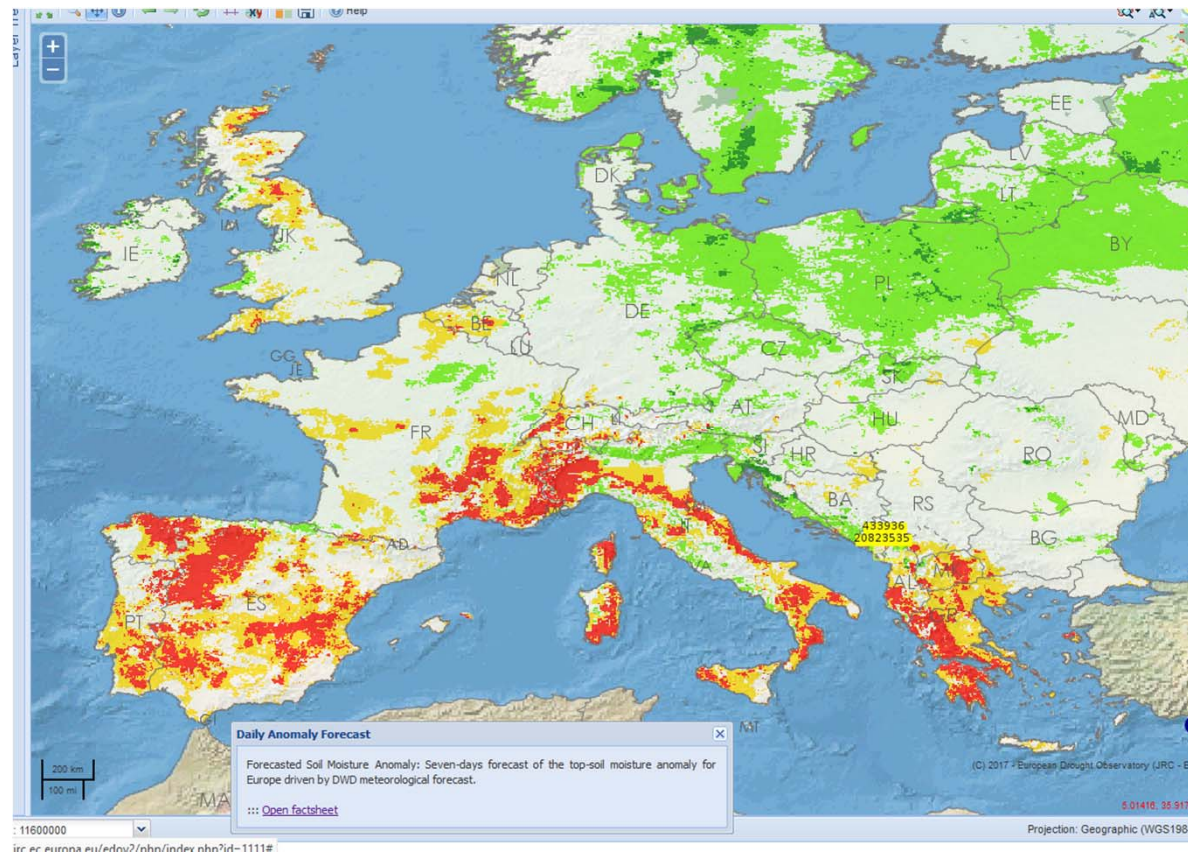 Help
EE
LV
DK
LT
IE
UK
BY
NL
PL
DE
BE
LU
CZ
GG
JE
SK
AT
MD
HU
FR
CH
LI
SI
HR
RO
BA
RS
433936
20823535
IT
BG
AD
VA
AL
ES
PT
GI
MT
Daily Anomaly Forecast
Forecasted Soil Moisture Anomaly: Seven-days forecast of the top-soil moisture anomaly for
Europe driven by DWD meteorological forecast.
::: Open factsheet
200 km
100 mi
MA
(C) 2017 - European Drought Observatory (JRC - E
5.01416, 35.917
: 11600000
Projection: Geographic (WGS198
jrc.ec.europa.eu/edov2/php/index.php?id=1111#